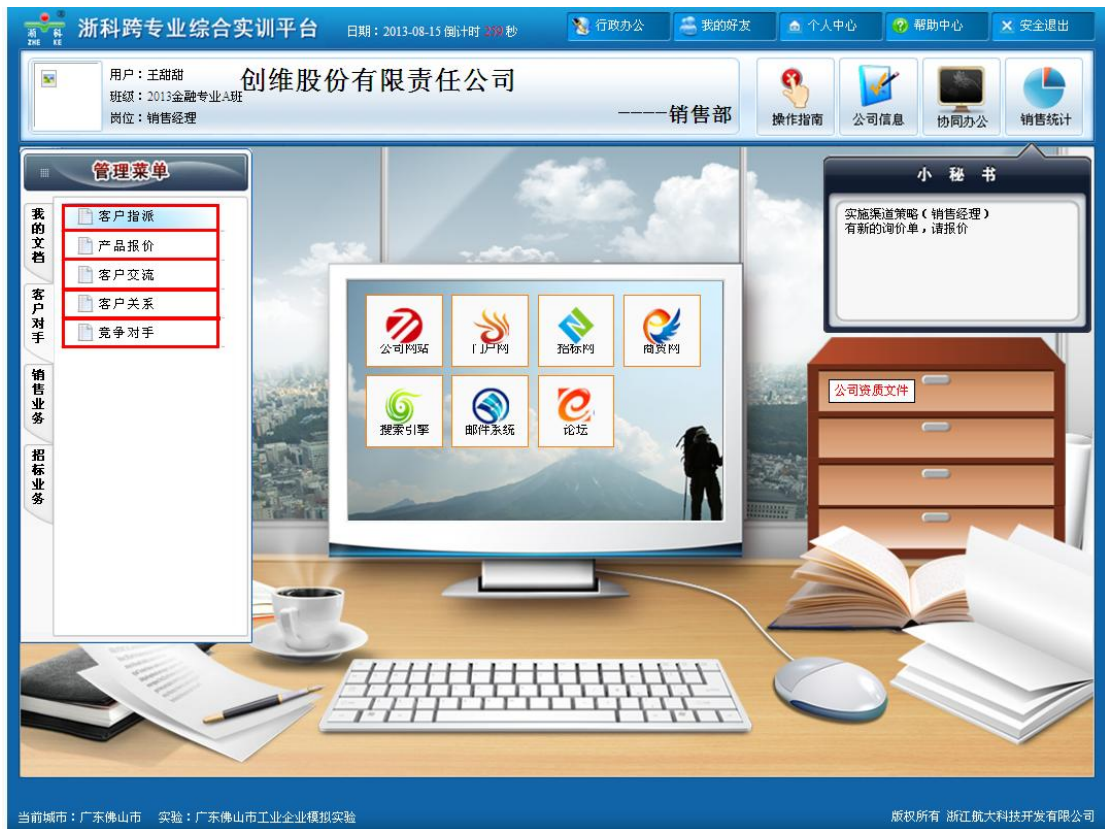 浙科
ZHE KE
浙科跨专业综合实训平台
日期：2013-08-15 倒计时 239秒
行政办公
我的好友
个人中心
帮助中心
安全退出
用户：王甜甜
班级：2013金融专业A班
岗位：销售经理
创维股份有限责任公司
----销售部
操作指南
公司信息
协同办公
销售统计
管理菜单
我的文档
客户对手
销售业务
招标业务
客户指派
产品报价
客户交流
客户关系
竞争对手
公司网站
门户网
招标网
商贸网
搜索引擎
邮件系统
论坛
小秘书
实施渠道策略(销售经理)
有新的询价单,请报价
公司资质文件
当前城市：广东佛山市 实验：广东佛山市工业企业模拟实验
版权所有 浙江航大科技开发有限公司